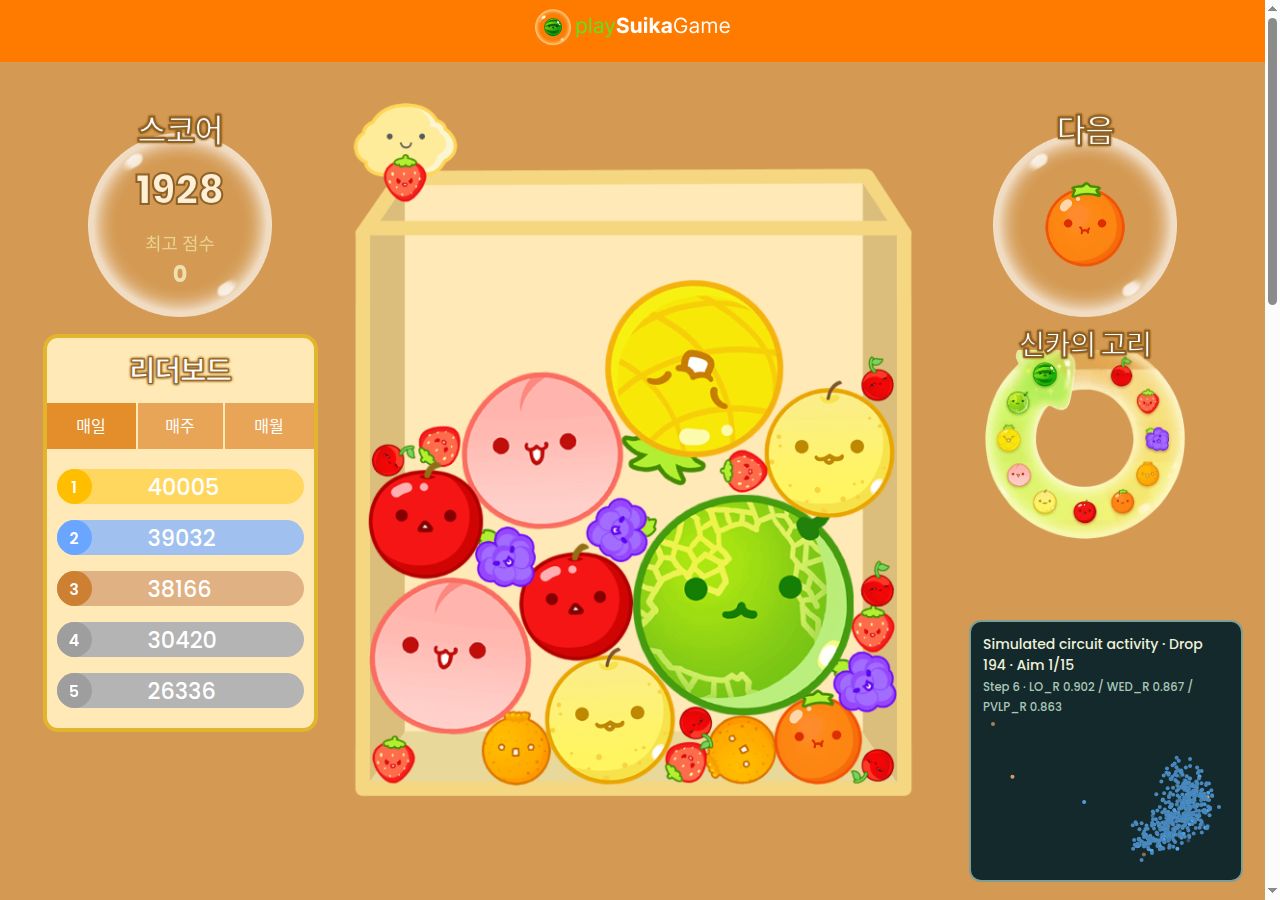 playSuikaGame
스코어
1928
최고 점수
0
리더보드
매일 매주 매월
1 40005
2 39032
3 38166
4 30420
5 26336
다음
신카의 고리
Simulated circuit activity · Drop
194 · Aim 1/15
Step 6 · LO_R 0.902 / WED_R 0.867 /
PVLP_R 0.863